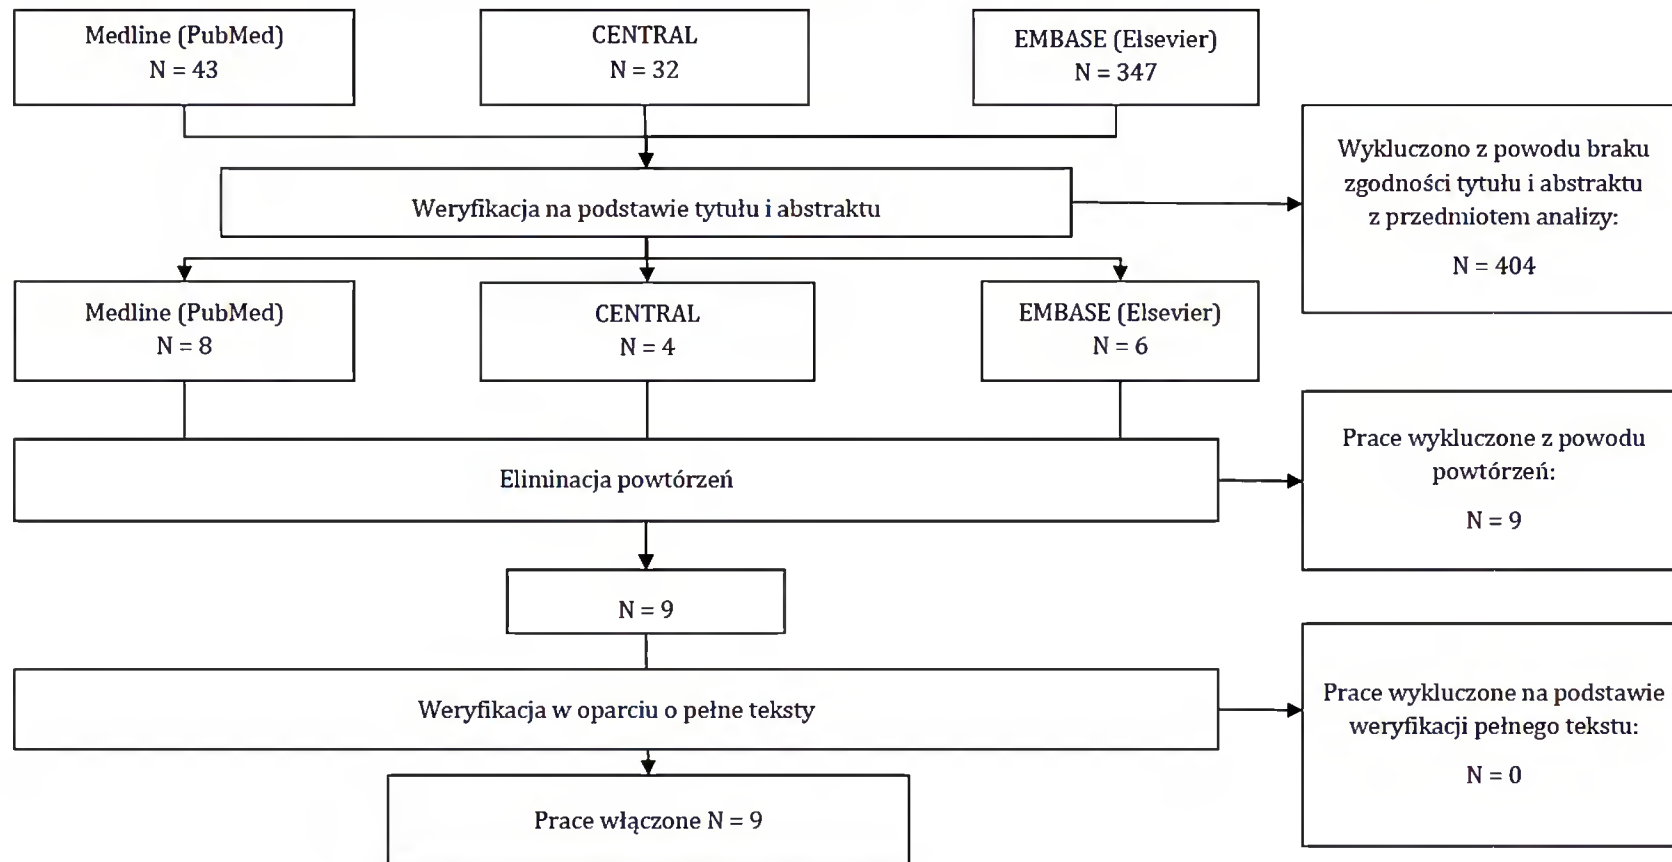 Medline (PubMed)
N = 43
CENTRAL
N = 32
EMBASE (Elsevier)
N = 347
Wykluczono z powodu braku
zgodności tytułu i abstraktu
z przedmiotem analizy:
N = 404
Weryfikacja na podstawie tytułu i abstraktu
Medline (PubMed)
N = 8
CENTRAL
N = 4
EMBASE (Elsevier)
N = 6
Prace wykluczone z powodu
powtórzeń:
N = 9
Eliminacja powtórzeń
N = 9
Weryfikacja w oparciu o pełne teksty
Prace wykluczone na podstawie
weryfikacji pełnego tekstu:
N = 0
Prace włączone N = 9